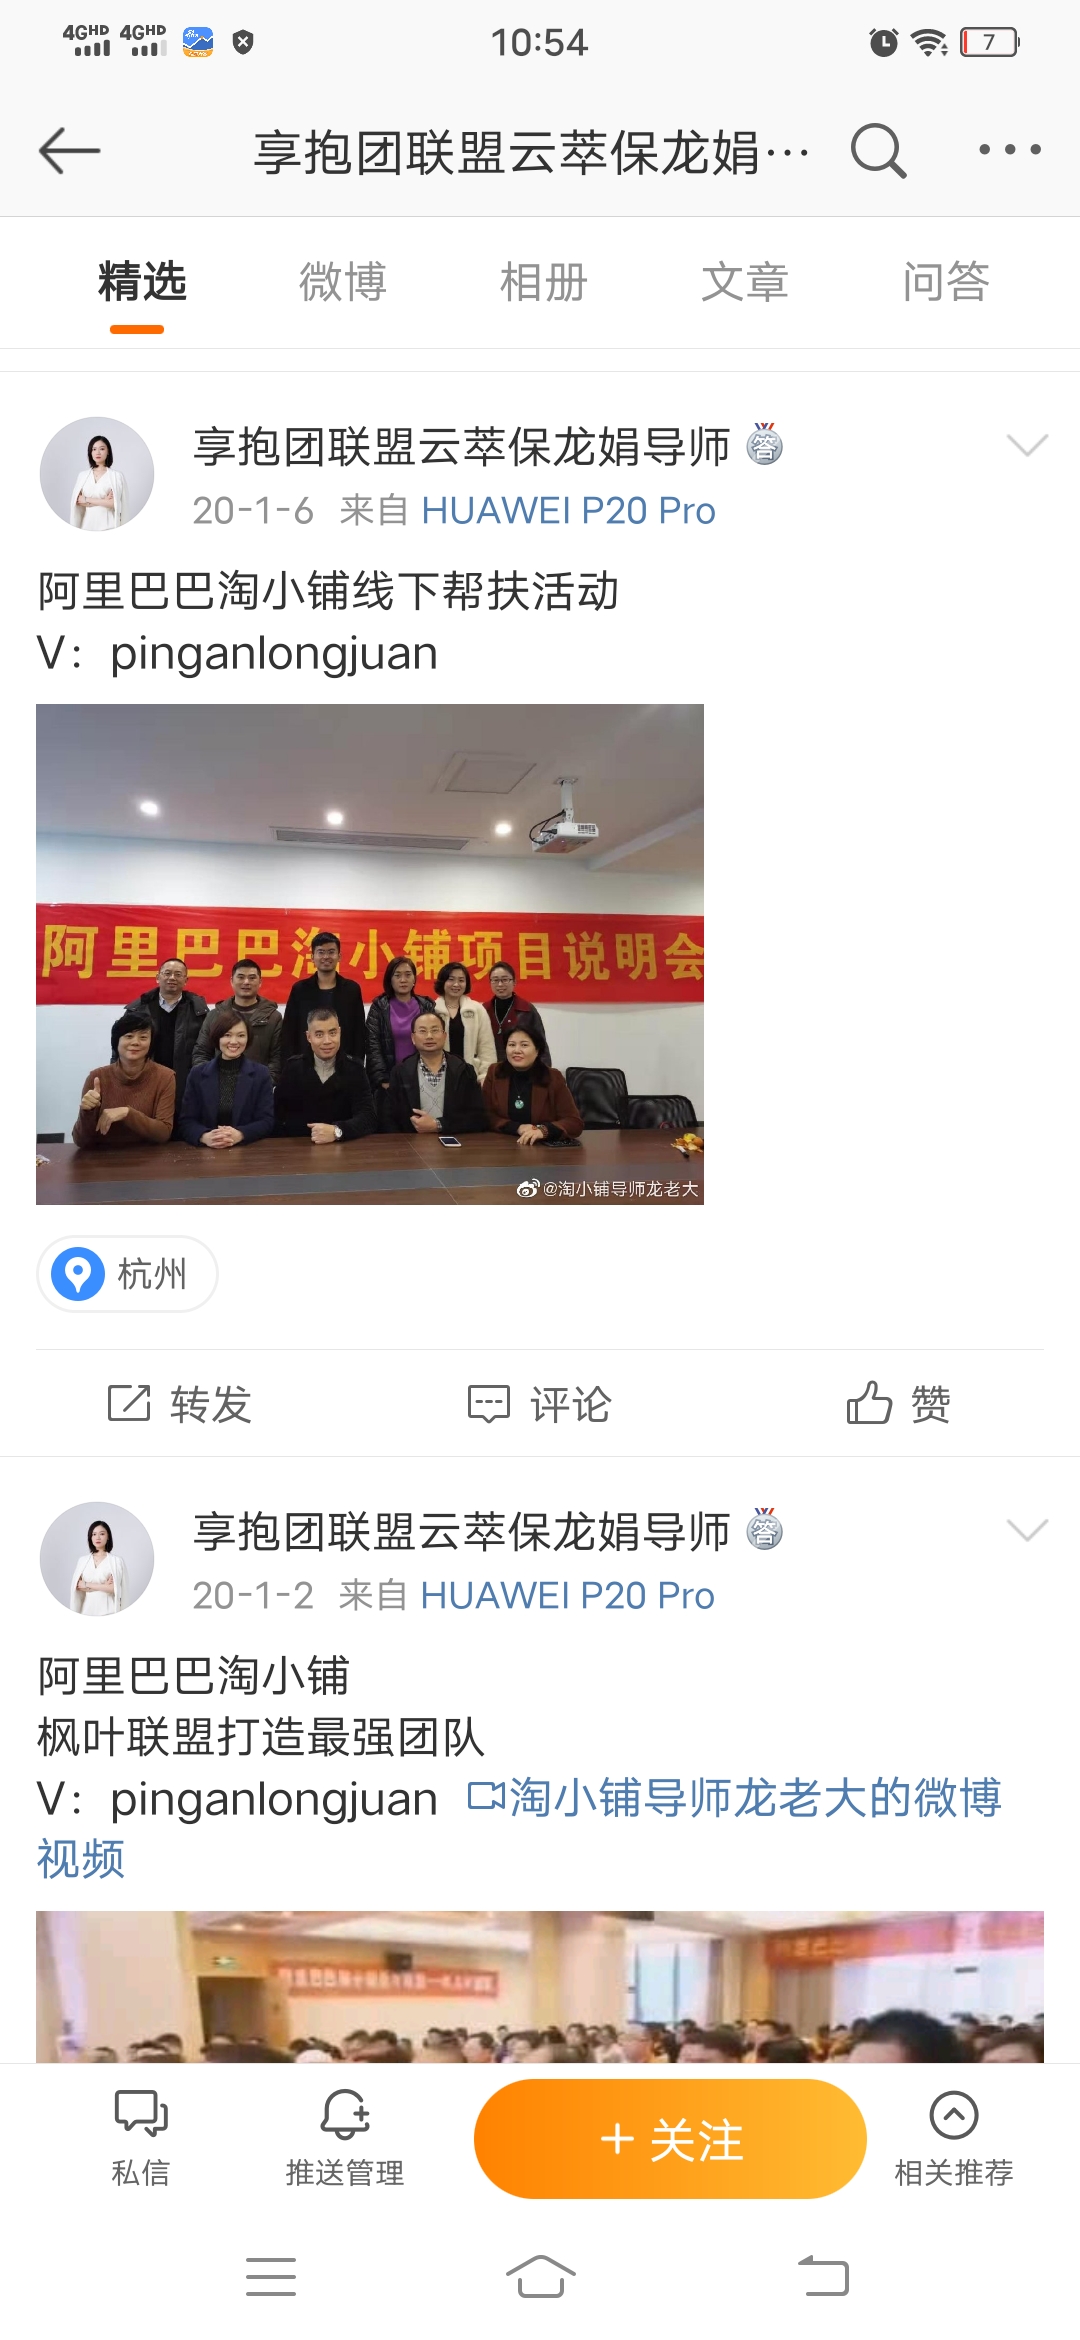 4GHD 4GHD 10:54 7
享抱团联盟云萃保龙娟···
精选 微博 相册 文章 问答
享抱团联盟云萃保龙娟导师 答
20-1-6 来自 HUAWEI P20 Pro
阿里巴巴淘小铺线下帮扶活动
V：pinganlongjuan
阿里巴巴淘小铺项目说明会
@淘小铺导师龙老大
杭州
转发 评论 赞
享抱团联盟云萃保龙娟导师 答
20-1-2 来自 HUAWEI P20 Pro
阿里巴巴淘小铺
枫叶联盟打造最强团队
V：pinganlongjuan 淘小铺导师龙老大的微博
视频
私信 推送管理 +关注 相关推荐